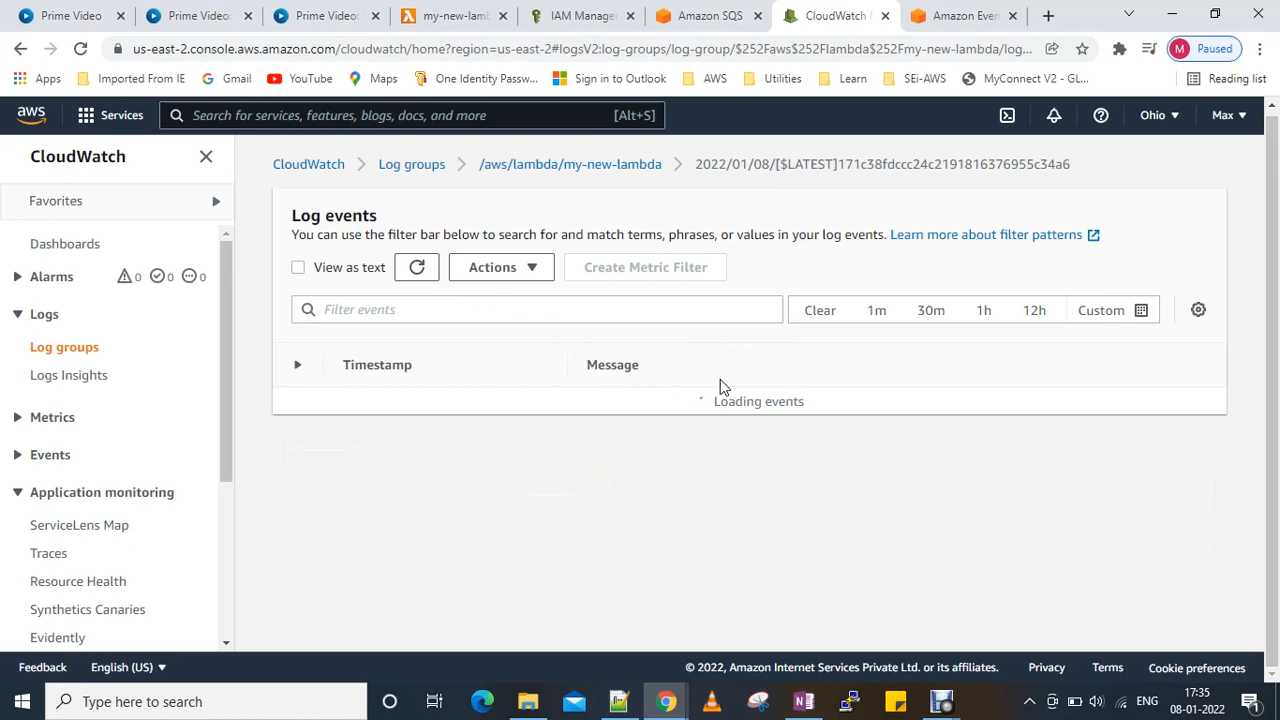 Prime Video
Prime Video:
Prime Video:
my-new-lamb
IAM Manage
Amazon SQS
CloudWatch
Amazon Even
us-east-2.console.aws.amazon.com/cloudwatch/home?region=us-east-2#logsV2:log-groups/log-group/$252Faws$252Flambda$252Fmy-new-lambda/log...
M Paused
Apps
Imported From IE
Gmail
YouTube
Maps
One Identity Passw...
Sign in to Outlook
AWS
Utilities
Learn
SEi-AWS
MyConnect V2 - GL...
Reading list
aws
Services
Search for services, features, blogs, docs, and more
[Alt+S]
Ohio
Max
CloudWatch
CloudWatch
Log groups
/aws/lambda/my-new-lambda
2022/01/08/[$LATEST]171c38fdccc24c2191816376955c34a6
Favorites
Dashboards
Alarms
0
0
0
Logs
Log groups
Logs Insights
Metrics
Events
Application monitoring
ServiceLens Map
Traces
Resource Health
Synthetics Canaries
Evidently
Log events
You can use the filter bar below to search for and match terms, phrases, or values in your log events. Learn more about filter patterns
View as text
Actions
Create Metric Filter
Filter events
Clear
1m
30m
1h
12h
Custom
Timestamp
Message
Loading events
Feedback
English (US)
© 2022, Amazon Internet Services Private Ltd. or its affiliates.
Privacy
Terms
Cookie preferences
Type here to search
ENG
17:35
08-01-2022
1